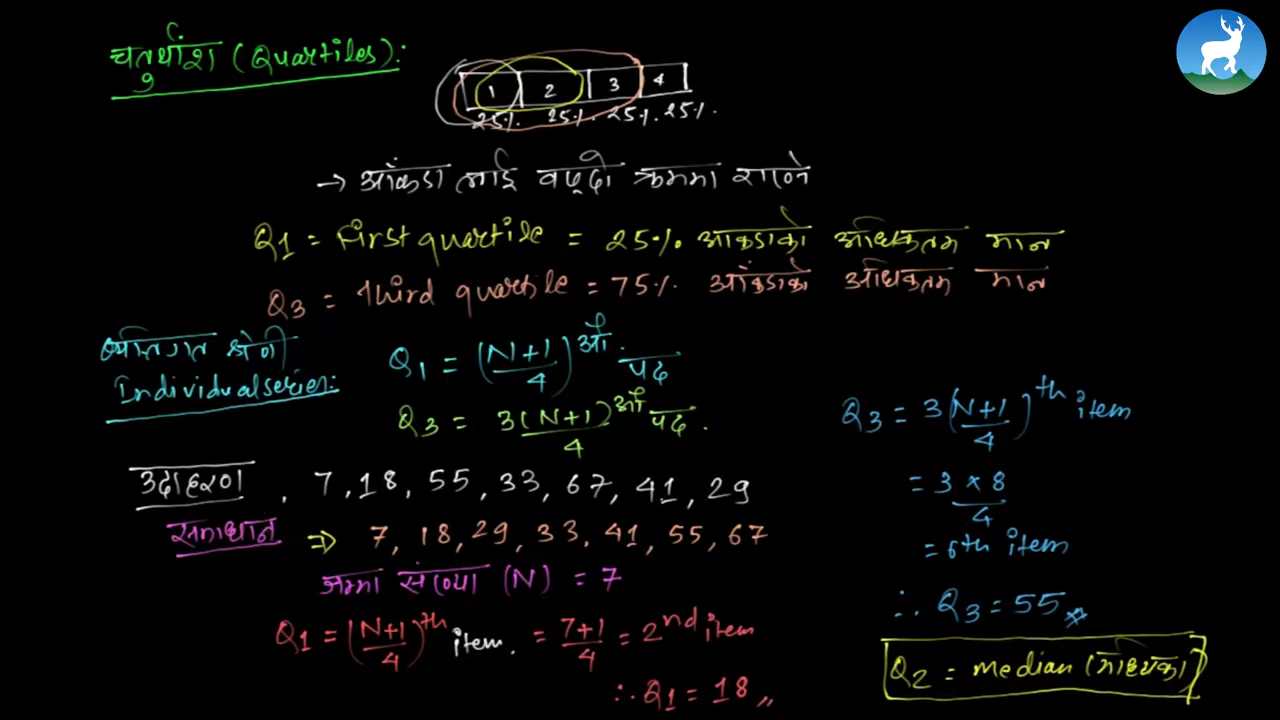 चतुर्थांश (Quartiles):
1 2 3 4
25% 25% 25% 25%.
→ आंकडा लाई बढ्दो क्रममा राख्ने
Q1 = First quartile = 25% आंकडाको अधिकतम मान
Q3 = third quartile = 75% आंकडाको अधिकतम मान
व्यक्तिगत श्रेणी
Individual series:
Q1 = (N+1/4)औं पद
Q3 = 3(N+1)/4 औं पद.
उदाहरण, 7, 18, 55, 33, 67, 41, 29
समाधान ⇒ 7, 18, 29, 33, 41, 55, 67
जम्मा संख्या (N) = 7
Q1 = (N+1/4)th item. = 7+1/4 = 2nd item
∴ Q1 = 18,,
Q3 = 3(N+1/4)th item
= 3 × 8/4
= 6th item
∴ Q3 = 55
Q2 = median (मध्यिका)